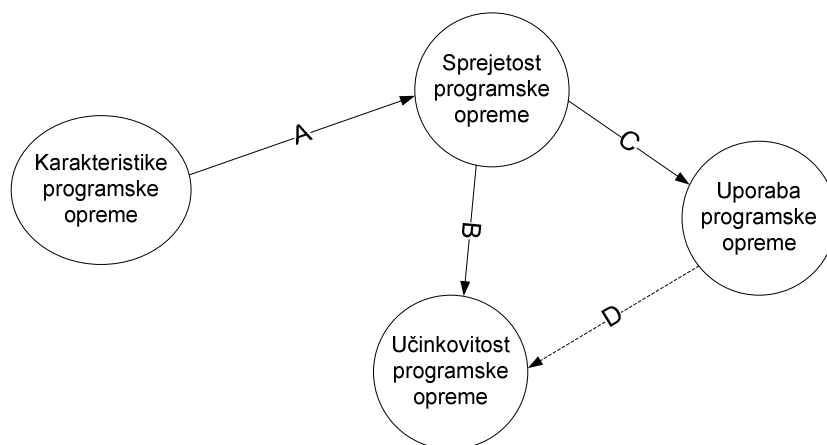 Sprejetost
programske
opreme
A
C
Karakteristike
programske
opreme
Uporaba
programske
opreme
B
D
Učinkovitost
programske
opreme